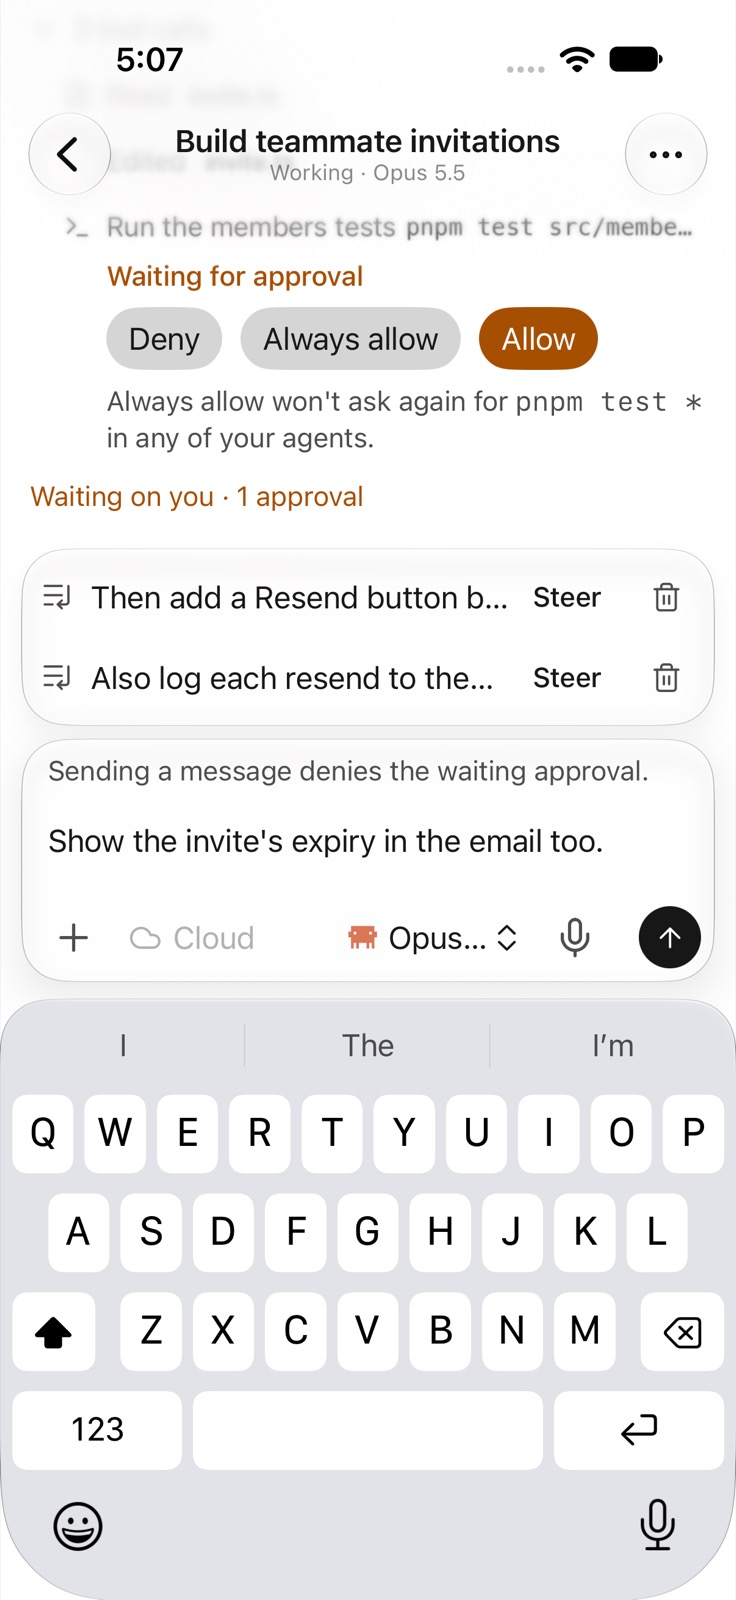 5:07
Build teammate invitations
Working · Opus 5.5
Edited invite.ts
Run the members tests pnpm test src/membe…
Waiting for approval
Deny
Always allow
Allow
Always allow won't ask again for pnpm test *
in any of your agents.
Waiting on you · 1 approval
Then add a Resend button b...
Steer
Also log each resend to the...
Steer
Sending a message denies the waiting approval.
Show the invite's expiry in the email too.
Cloud
Opus...
I
The
I'm
Q W E R T Y U I O P
A S D F G H J K L
Z X C V B N M
123